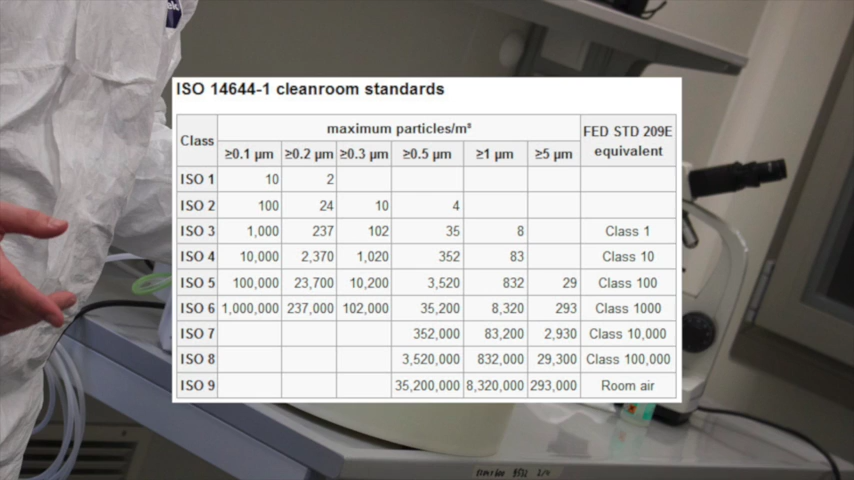 ISO 14644-1 cleanroom standards
Class maximum particles/m³ FED STD 209E equivalent
≥0.1 µm ≥0.2 µm ≥0.3 µm ≥0.5 µm ≥1 µm ≥5 µm
ISO 1 10 2
ISO 2 100 24 10 4
ISO 3 1,000 237 102 35 8 Class 1
ISO 4 10,000 2,370 1,020 352 83 Class 10
ISO 5 100,000 23,700 10,200 3,520 832 29 Class 100
ISO 6 1,000,000 237,000 102,000 35,200 8,320 293 Class 1000
ISO 7 352,000 83,200 2,930 Class 10,000
ISO 8 3,520,000 832,000 29,300 Class 100,000
ISO 9 35,200,000 8,320,000 293,000 Room air